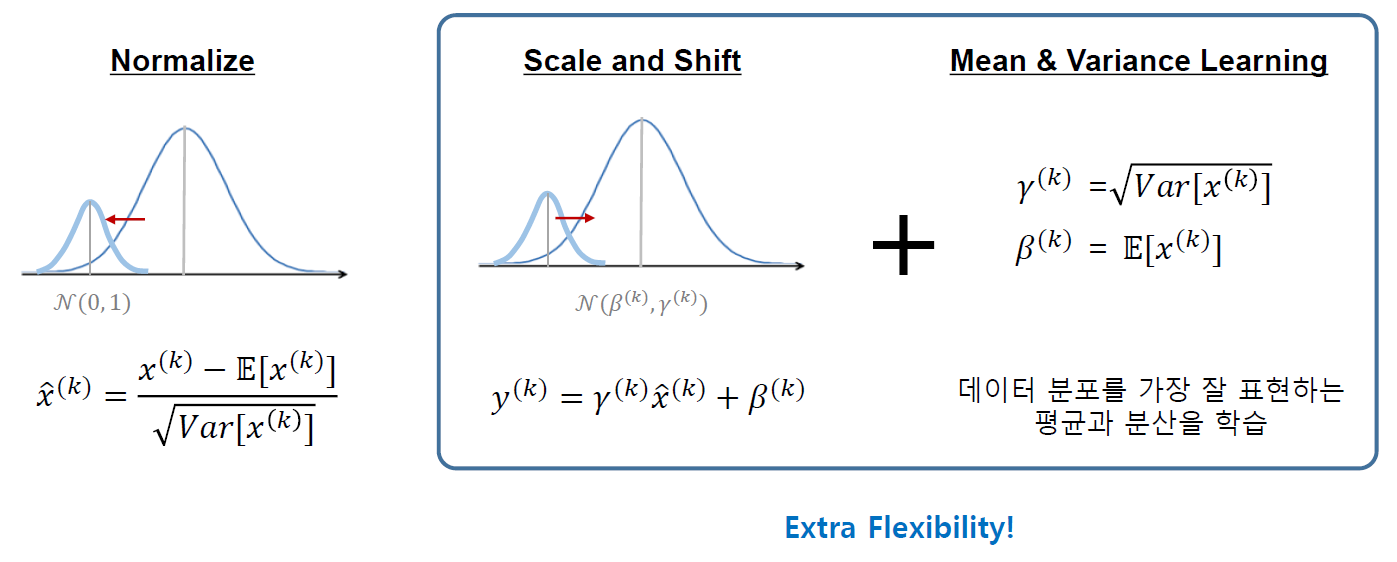 Normalize
𝒩(0, 1)
x̂^(k) = (x^(k) − 𝔼[x^(k)]) / √Var[x^(k)]
Scale and Shift
𝒩(β^(k), γ^(k))
y^(k) = γ^(k) x̂^(k) + β^(k)
+
Mean & Variance Learning
γ^(k) = √Var[x^(k)]
β^(k) = 𝔼[x^(k)]
데이터 분포를 가장 잘 표현하는
평균과 분산을 학습
Extra Flexibility!